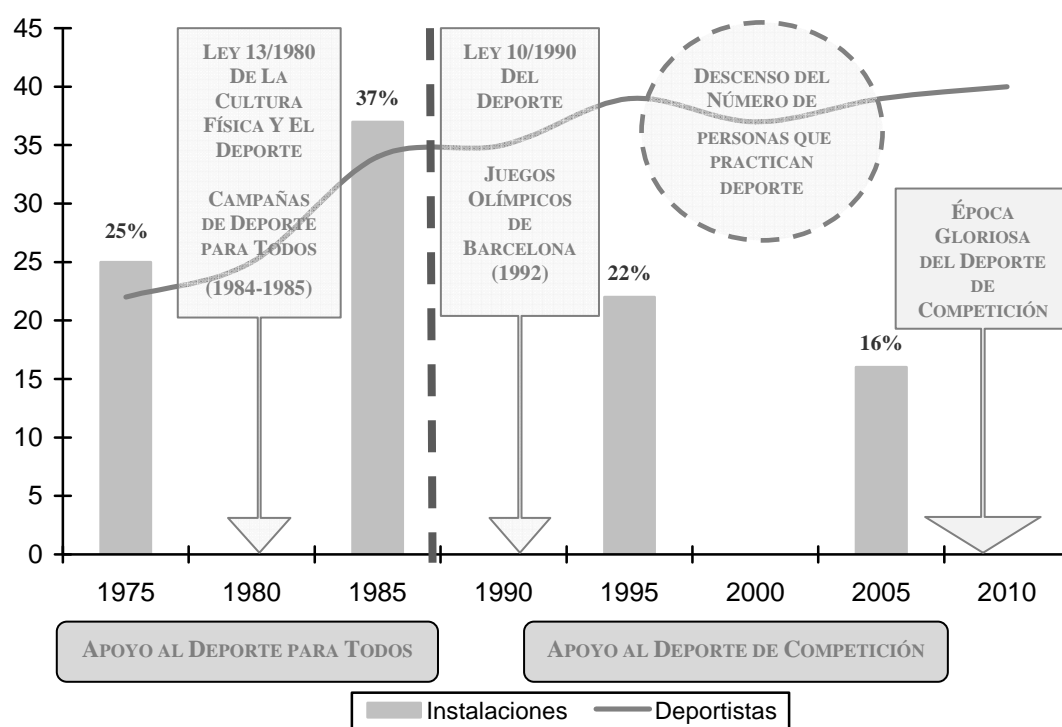 45
40
35
30
25
20
15
10
5
0
LEY 13/1980
DE LA
CULTURA
FÍSICA Y EL
DEPORTE
CAMPAÑAS
DE DEPORTE
PARA TODOS
(1984-1985)
LEY 10/1990
DEL
DEPORTE
JUEGOS
OLÍMPICOS
DE
BARCELONA
(1992)
DESCENSO DEL
NÚMERO DE
PERSONAS QUE
PRACTICAN
DEPORTE
ÉPOCA
GLORIOSA
DEL DEPORTE
DE
COMPETICIÓN
25%
37%
22%
16%
1975 1980 1985 1990 1995 2000 2005 2010
APOYO AL DEPORTE PARA TODOS
APOYO AL DEPORTE DE COMPETICIÓN
Instalaciones Deportistas